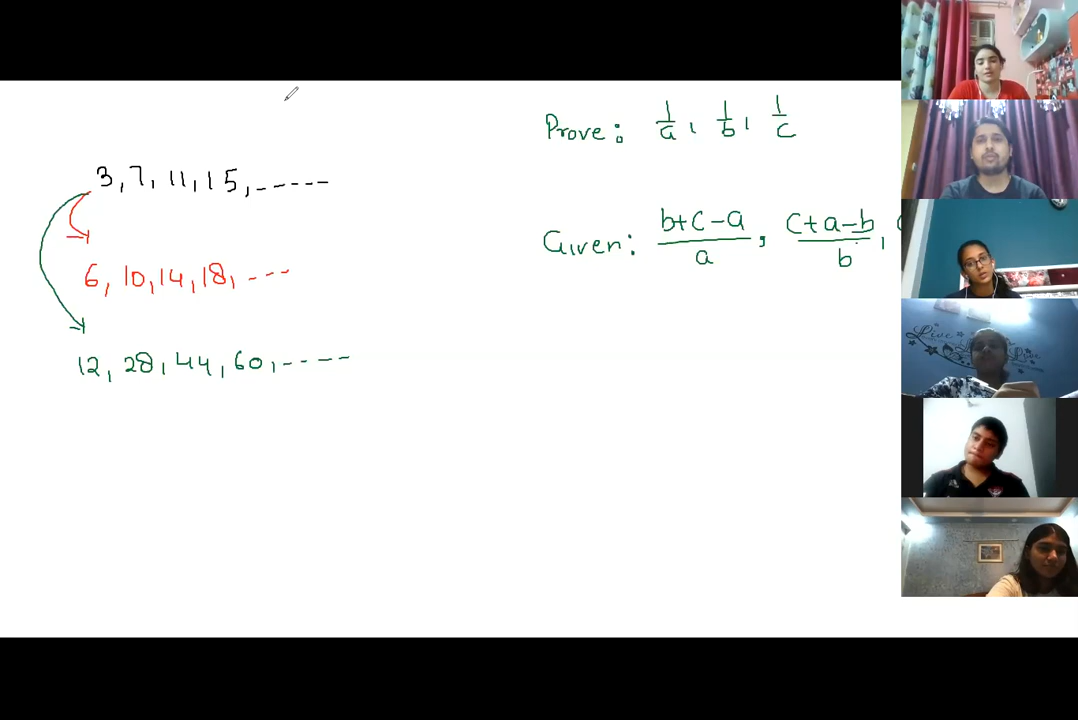 3, 7, 11, 15, -----
6, 10, 14, 18, ---
12, 28, 44, 60, -----
Prove: 1/a, 1/b, 1/c
Given: b+c-a/a, c+a-b/b,